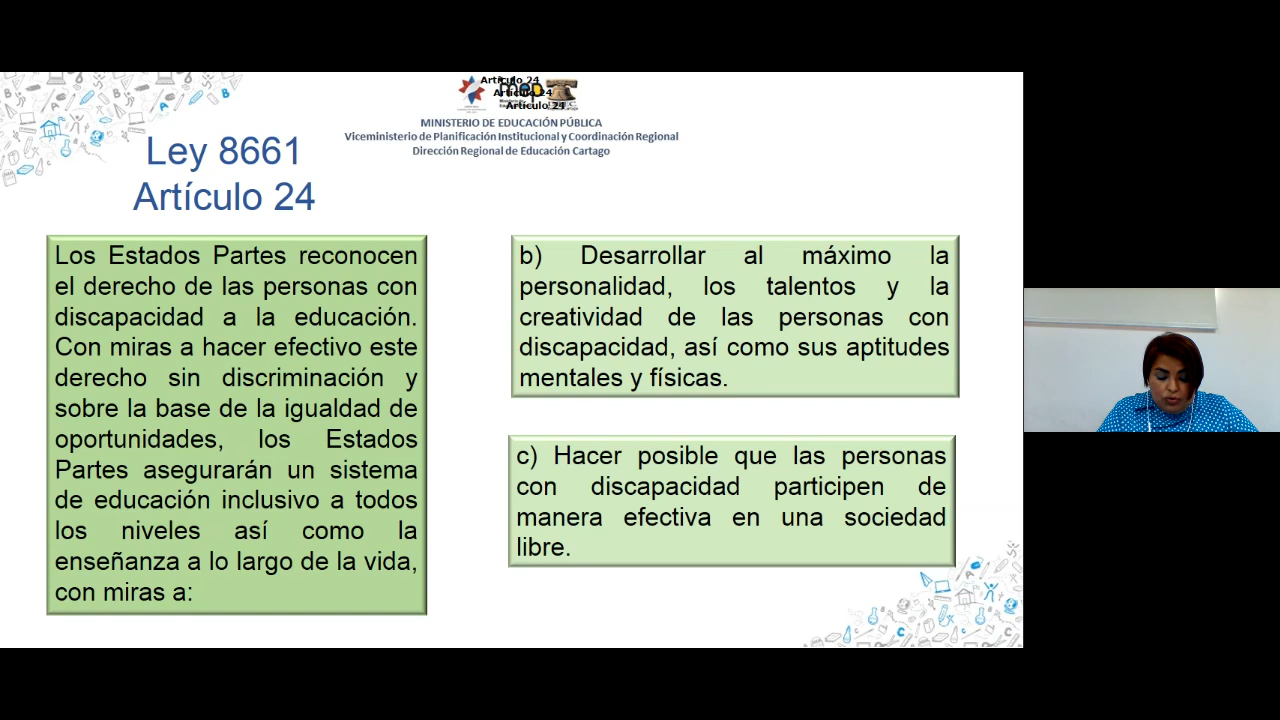 Artículo 24
Artículo 24
Artículo 24
mep
MINISTERIO DE EDUCACIÓN PÚBLICA
Viceministerio de Planificación Institucional y Coordinación Regional
Dirección Regional de Educación Cartago
Ley 8661
Artículo 24
Los Estados Partes reconocen
el derecho de las personas con
discapacidad a la educación.
Con miras a hacer efectivo este
derecho sin discriminación y
sobre la base de la igualdad de
oportunidades, los Estados
Partes asegurarán un sistema
de educación inclusivo a todos
los niveles así como la
enseñanza a lo largo de la vida,
con miras a:
b) Desarrollar al máximo la
personalidad, los talentos y la
creatividad de las personas con
discapacidad, así como sus aptitudes
mentales y físicas.
c) Hacer posible que las personas
con discapacidad participen de
manera efectiva en una sociedad
libre.